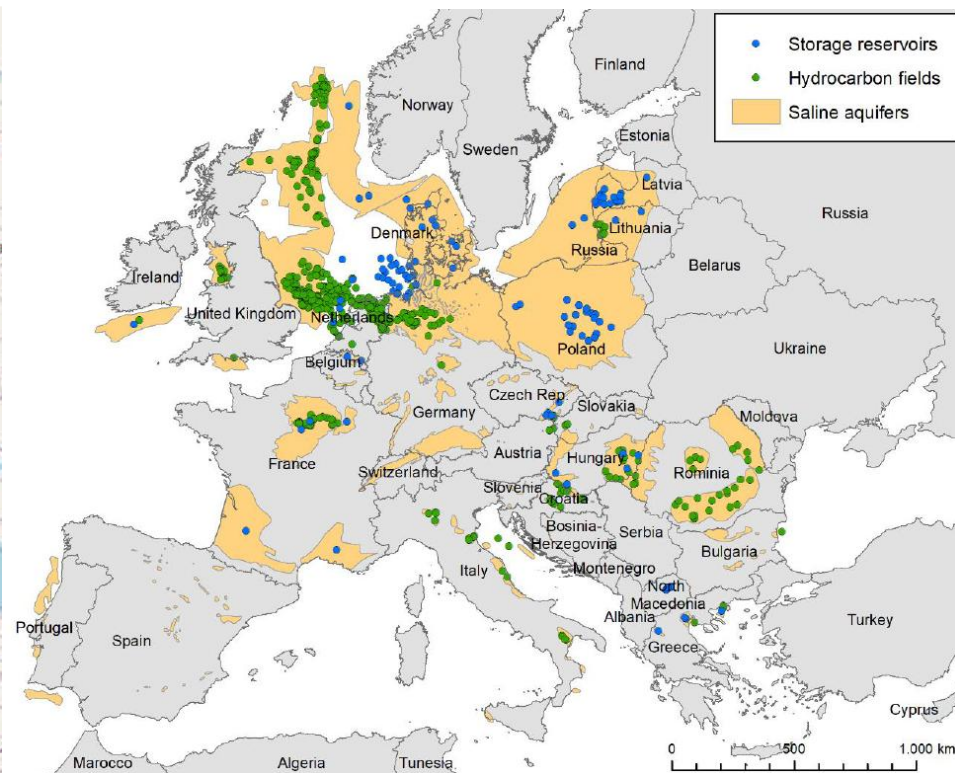 Storage reservoirs
Hydrocarbon fields
Saline aquifers
Finland
Norway
Sweden
Estonia
Latvia
Russia
Denmark
Lithuania
Russia
Belarus
Ireland
United Kingdom
Netherlands
Poland
Belgium
Ukraine
Czech Rep.
Slovakia
Germany
Moldova
Austria
Hungary
France
Switzerland
Rominia
Slovenia
Croatia
Bosinia-
Herzegovina
Serbia
Bulgaria
Italy
Montenegro
North
Macedonia
Albania
Portugal
Spain
Turkey
Greece
Cyprus
0 500 1.000 km
Marocco
Algeria
Tunesia